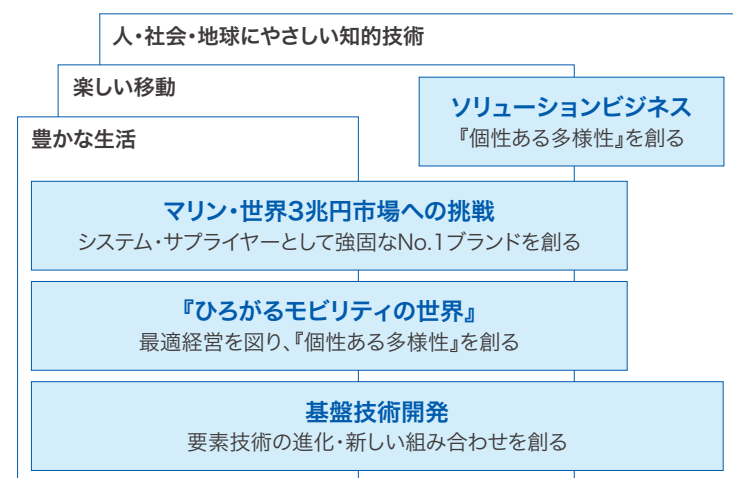 人・社会・地球にやさしい知的技術
楽しい移動
ソリューションビジネス
『個性ある多様性』を創る
豊かな生活
マリン・世界3兆円市場への挑戦
システム・サプライヤーとして強固なNo.1ブランドを創る
『ひろがるモビリティの世界』
最適経営を図り、『個性ある多様性』を創る
基盤技術開発
要素技術の進化・新しい組み合わせを創る